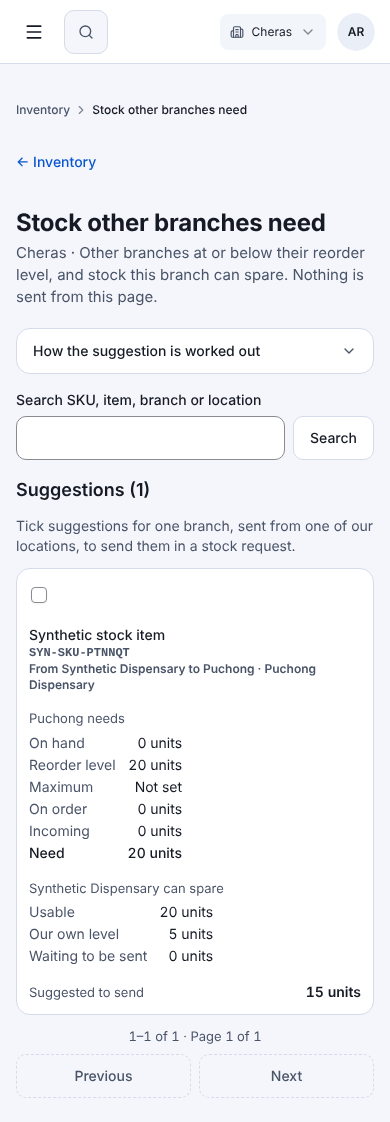 Cheras
AR
Inventory
Stock other branches need
← Inventory
Stock other branches need
Cheras · Other branches at or below their reorder
level, and stock this branch can spare. Nothing is
sent from this page.
How the suggestion is worked out
Search SKU, item, branch or location
Search
Suggestions (1)
Tick suggestions for one branch, sent from one of our
locations, to send them in a stock request.
Synthetic stock item
SYN-SKU-PTNNQT
From Synthetic Dispensary to Puchong · Puchong
Dispensary
Puchong needs
On hand 0 units
Reorder level 20 units
Maximum Not set
On order 0 units
Incoming 0 units
Need 20 units
Synthetic Dispensary can spare
Usable 20 units
Our own level 5 units
Waiting to be sent 0 units
Suggested to send 15 units
1–1 of 1 · Page 1 of 1
Previous Next